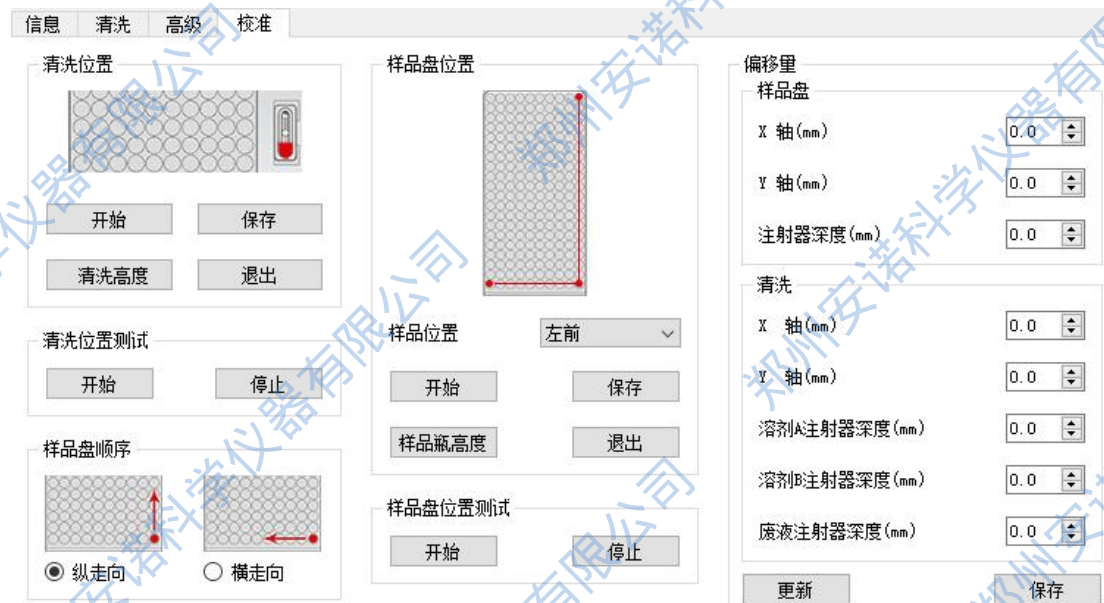 信息 清洗 高级 校准
清洗位置
开始 保存
清洗高度 退出
清洗位置测试
开始 停止
样品盘顺序
纵走向 横走向
样品盘位置
样品位置 左前
开始 保存
样品瓶高度 退出
样品盘位置测试
开始 停止
偏移量
样品盘
X 轴(mm) 0.0
Y 轴(mm) 0.0
注射器深度(mm) 0.0
清洗
X 轴(mm) 0.0
Y 轴(mm) 0.0
溶剂A注射器深度(mm) 0.0
溶剂B注射器深度(mm) 0.0
废液注射器深度(mm) 0.0
更新 保存
郑州安诺科学仪器有限公司